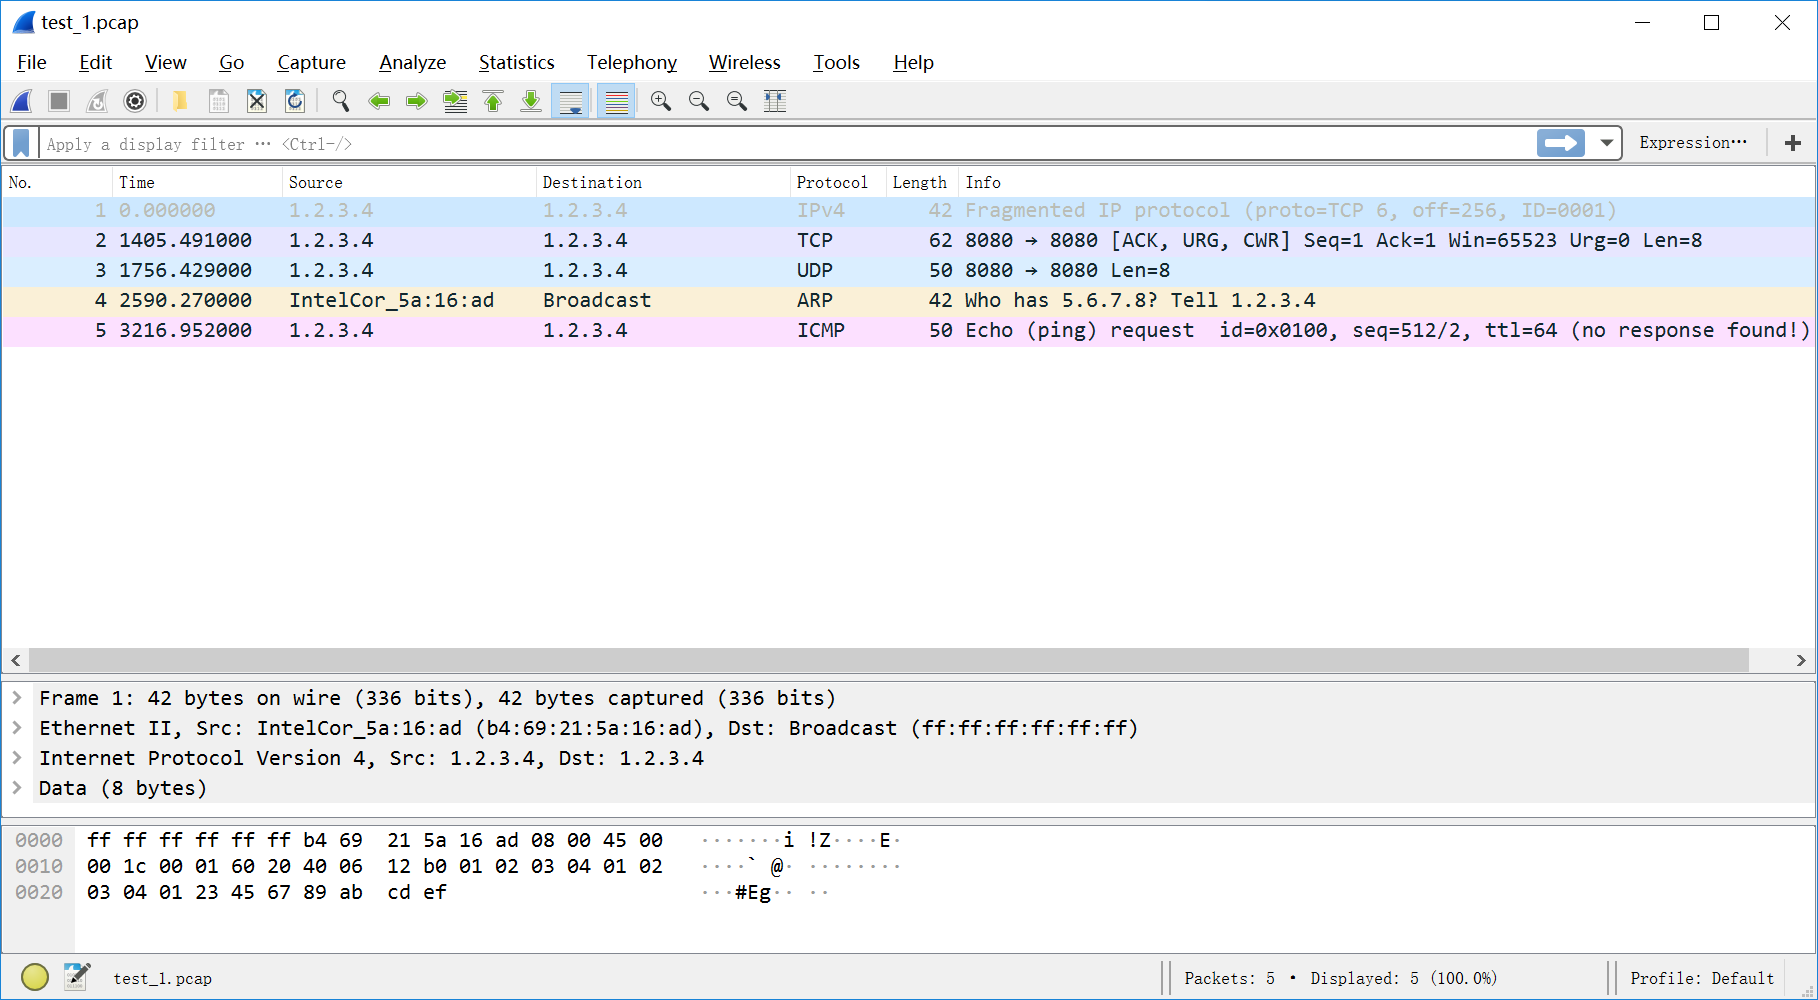 test_1.pcap
File Edit View Go Capture Analyze Statistics Telephony Wireless Tools Help
Apply a display filter ⋯ <Ctrl-/> Expression⋯ +
No. Time Source Destination Protocol Length Info
1 0.000000 1.2.3.4 1.2.3.4 IPv4 42 Fragmented IP protocol (proto=TCP 6, off=256, ID=0001)
2 1405.491000 1.2.3.4 1.2.3.4 TCP 62 8080 → 8080 [ACK, URG, CWR] Seq=1 Ack=1 Win=65523 Urg=0 Len=8
3 1756.429000 1.2.3.4 1.2.3.4 UDP 50 8080 → 8080 Len=8
4 2590.270000 IntelCor_5a:16:ad Broadcast ARP 42 Who has 5.6.7.8? Tell 1.2.3.4
5 3216.952000 1.2.3.4 1.2.3.4 ICMP 50 Echo (ping) request id=0x0100, seq=512/2, ttl=64 (no response found!)
Frame 1: 42 bytes on wire (336 bits), 42 bytes captured (336 bits)
Ethernet II, Src: IntelCor_5a:16:ad (b4:69:21:5a:16:ad), Dst: Broadcast (ff:ff:ff:ff:ff:ff)
Internet Protocol Version 4, Src: 1.2.3.4, Dst: 1.2.3.4
Data (8 bytes)
0000 ff ff ff ff ff ff b4 69 21 5a 16 ad 08 00 45 00 ·······i !Z····E·
0010 00 1c 00 01 60 20 40 06 12 b0 01 02 03 04 01 02 ····` @· ········
0020 03 04 01 23 45 67 89 ab cd ef ···#Eg·· ··
test_1.pcap Packets: 5 · Displayed: 5 (100.0%) Profile: Default